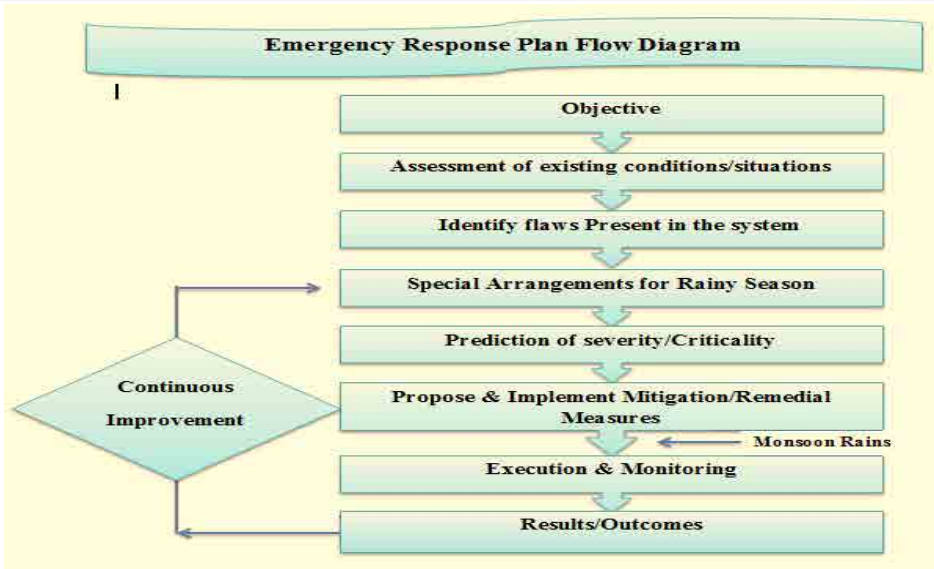 Emergency Response Plan Flow Diagram
Objective
Assessment of existing conditions/situations
Identify flaws Present in the system
Special Arrangements for Rainy Season
Prediction of severity/Criticality
Continuous
Improvement
Propose & Implement Mitigation/Remedial
Measures
Monsoon Rains
Execution & Monitoring
Results/Outcomes